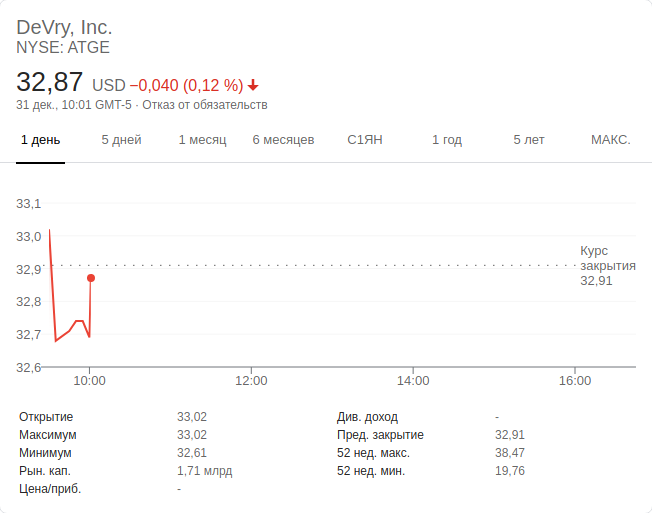 DeVry, Inc.
NYSE: ATGE
32,87 USD −0,040 (0,12 %)
31 дек., 10:01 GMT-5 · Отказ от обязательств
1 день 5 дней 1 месяц 6 месяцев С1ЯН 1 год 5 лет МАКС.
33,1
33,0
32,9
32,8
32,7
32,6
Курс
закрытия
32,91
10:00 12:00 14:00 16:00
Открытие 33,02 Див. доход -
Максимум 33,02 Пред. закрытие 32,91
Минимум 32,61 52 нед. макс. 38,47
Рын. кап. 1,71 млрд 52 нед. мин. 19,76
Цена/приб. -